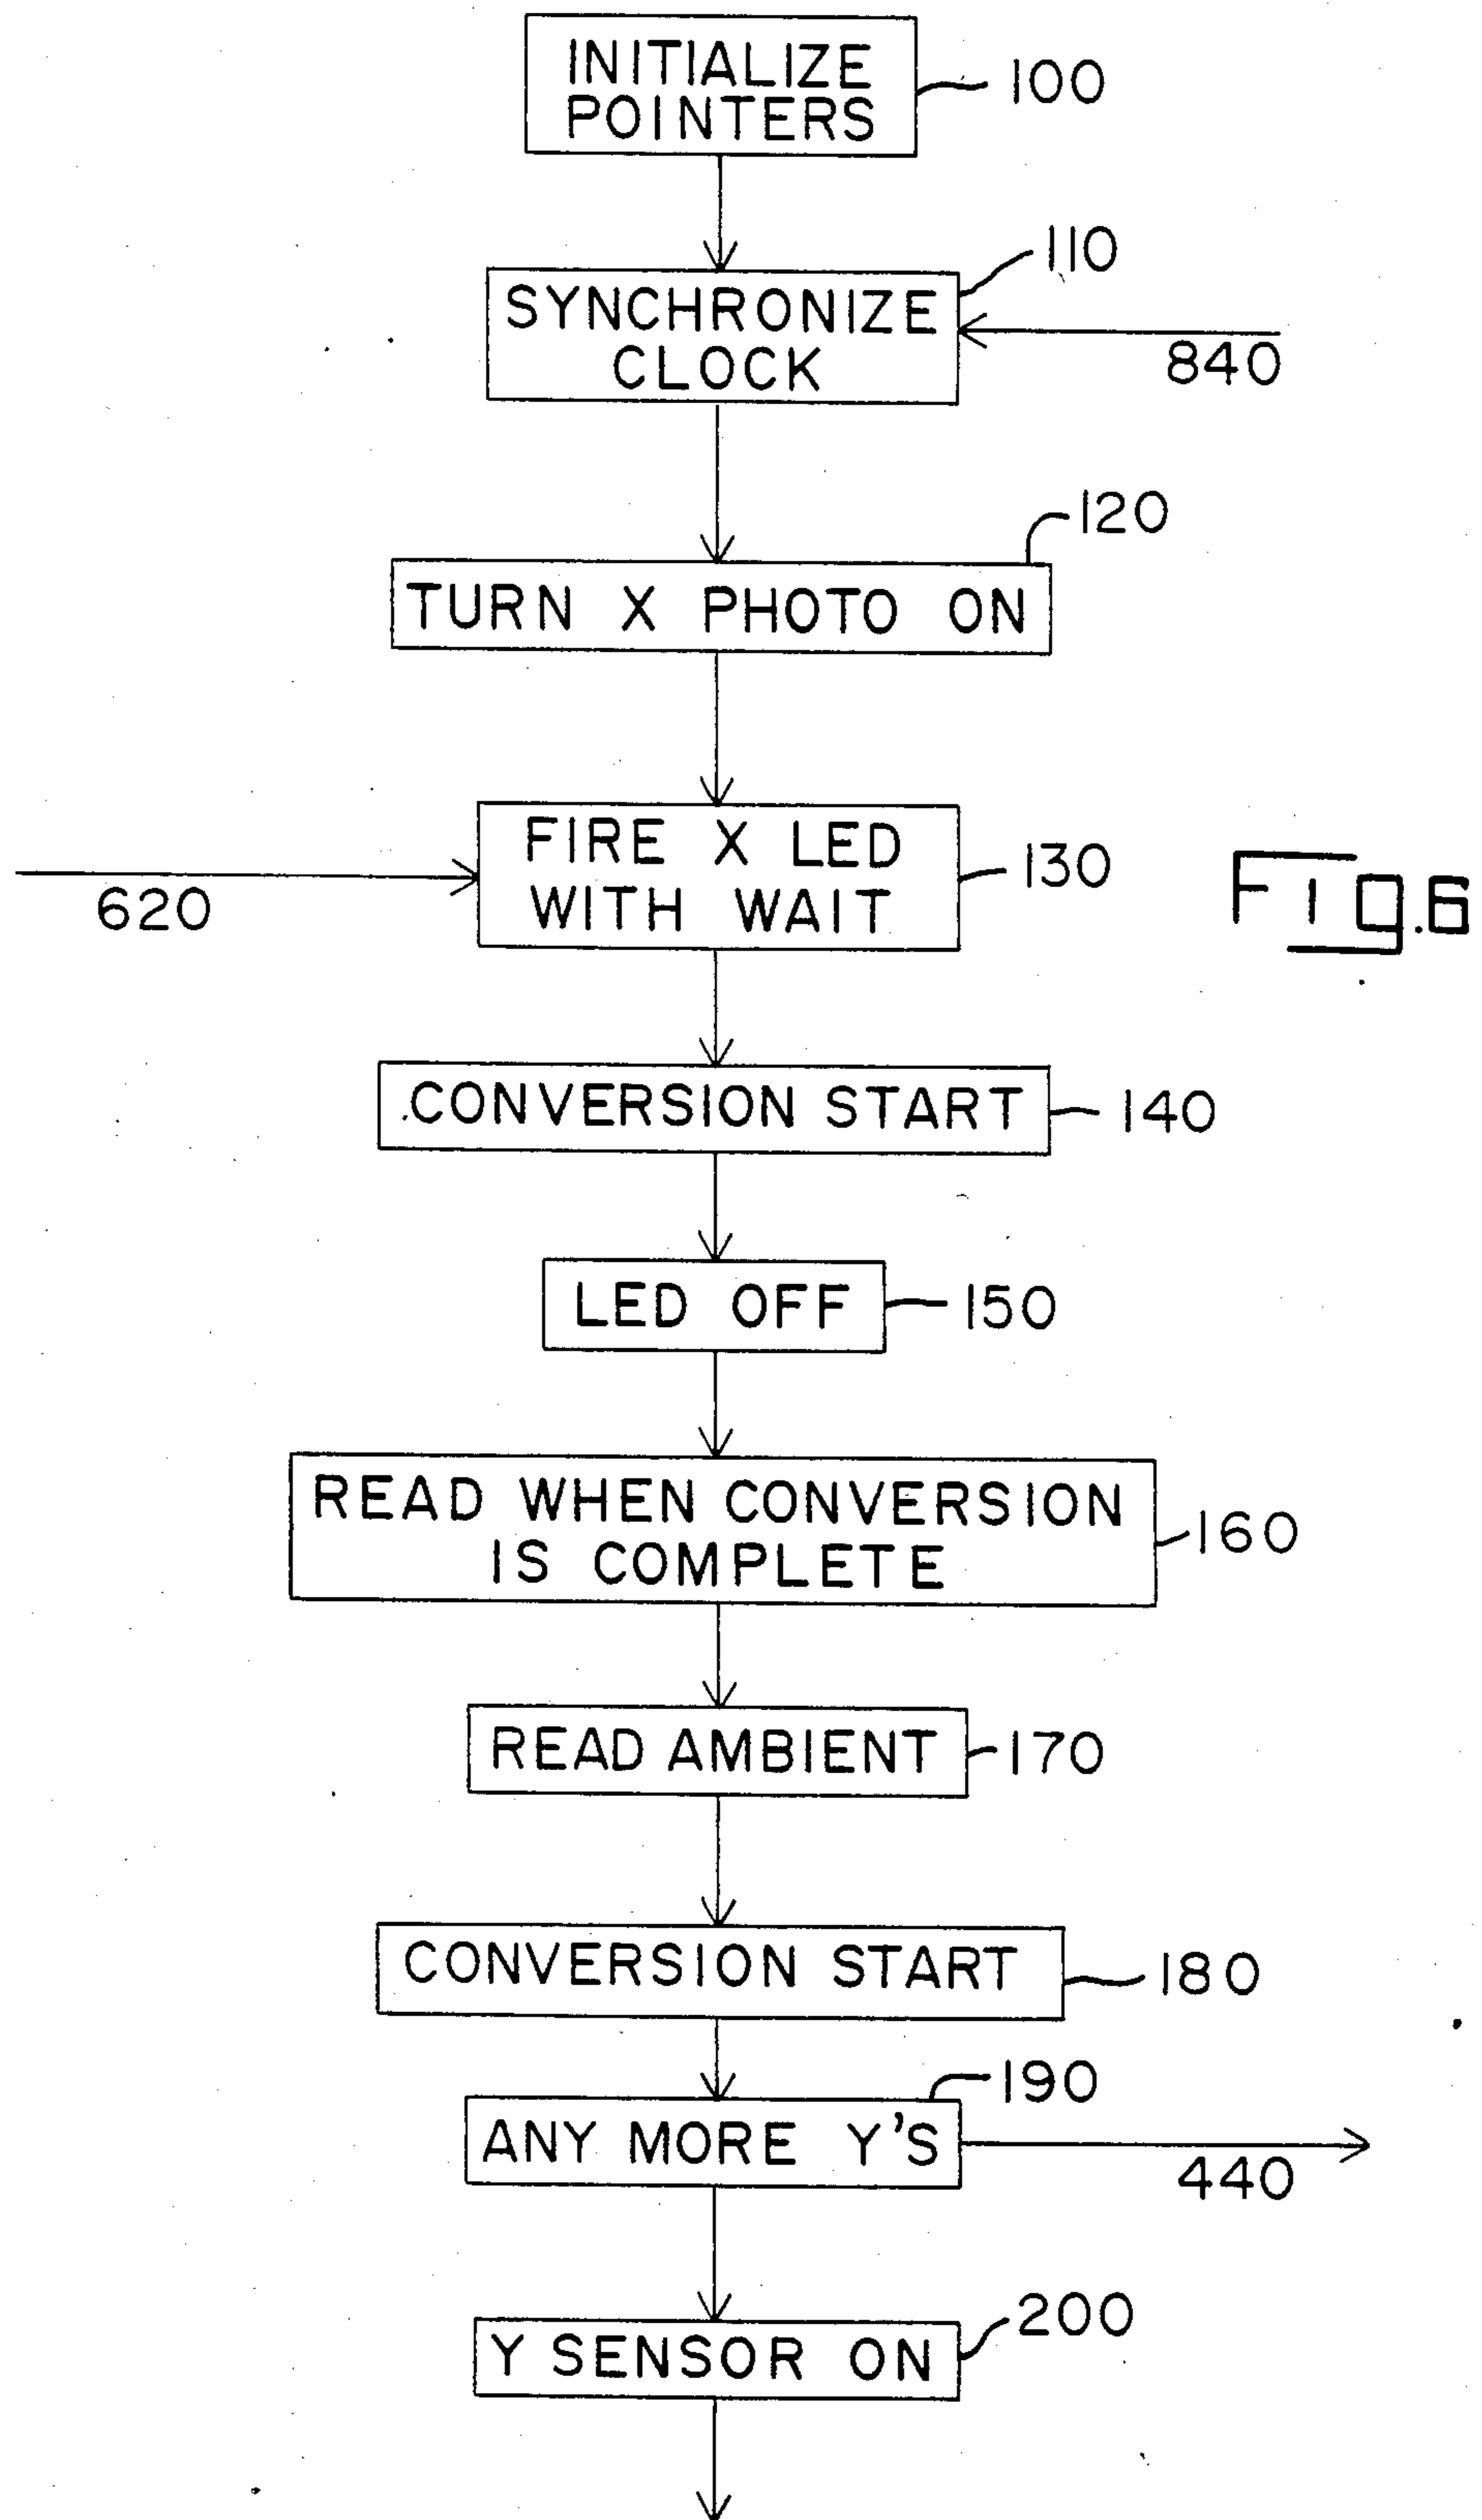 INITIALIZE
POINTERS
100
110
SYNCHRONIZE
CLOCK
840
120
TURN X PHOTO ON
FIRE X LED
WITH WAIT
130
620
Fig.6
CONVERSION START
140
LED OFF
150
READ WHEN CONVERSION
IS COMPLETE
160
READ AMBIENT
170
CONVERSION START
180
190
ANY MORE Y'S
440
200
Y SENSOR ON